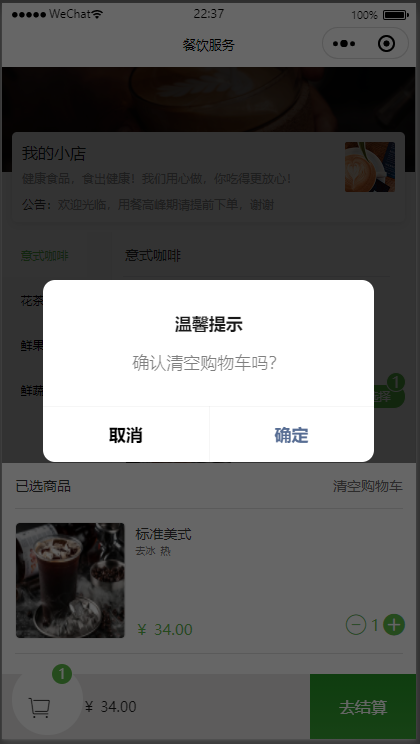 WeChat 22:37 100%
餐饮服务
我的小店
健康食品，食出健康！我们用心做，你吃得更放心！
公告：欢迎光临，用餐高峰期请提前下单，谢谢
意式咖啡 意式咖啡
花茶
温馨提示
鲜果
确认清空购物车吗？
鲜蔬
1
择
取消 确定
已选商品 清空购物车
标准美式
去冰 热
￥ 34.00 1
1
￥ 34.00 去结算